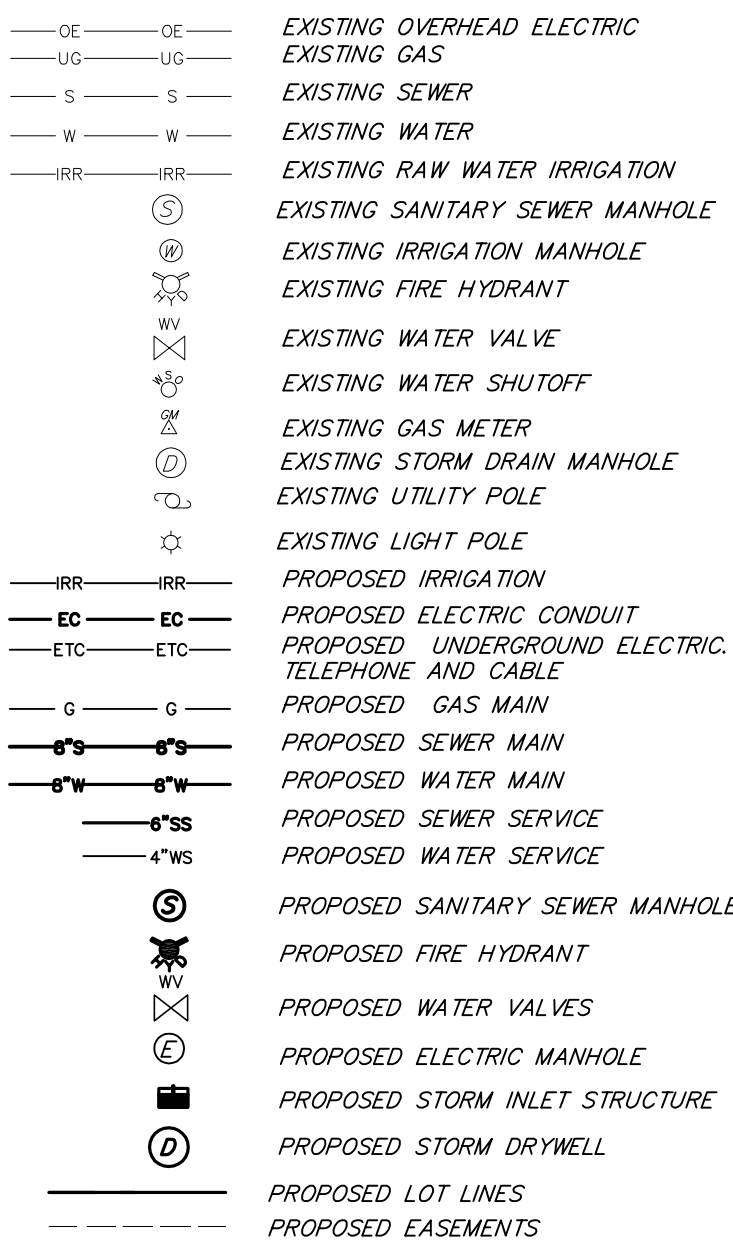 OE OE EXISTING OVERHEAD ELECTRIC
UG UG EXISTING GAS
S S EXISTING SEWER
W W EXISTING WATER
IRR IRR EXISTING RAW WATER IRRIGATION
S EXISTING SANITARY SEWER MANHOLE
W EXISTING IRRIGATION MANHOLE
HYD EXISTING FIRE HYDRANT
WV EXISTING WATER VALVE
WSO EXISTING WATER SHUTOFF
GM EXISTING GAS METER
D EXISTING STORM DRAIN MANHOLE
EXISTING UTILITY POLE
EXISTING LIGHT POLE
IRR IRR PROPOSED IRRIGATION
EC EC PROPOSED ELECTRIC CONDUIT
ETC ETC PROPOSED UNDERGROUND ELECTRIC.
TELEPHONE AND CABLE
G G PROPOSED GAS MAIN
8"S 8"S PROPOSED SEWER MAIN
8"W 8"W PROPOSED WATER MAIN
6"SS PROPOSED SEWER SERVICE
4"WS PROPOSED WATER SERVICE
S PROPOSED SANITARY SEWER MANHOLE
HYD PROPOSED FIRE HYDRANT
WV PROPOSED WATER VALVES
E PROPOSED ELECTRIC MANHOLE
PROPOSED STORM INLET STRUCTURE
D PROPOSED STORM DRYWELL
PROPOSED LOT LINES
PROPOSED EASEMENTS